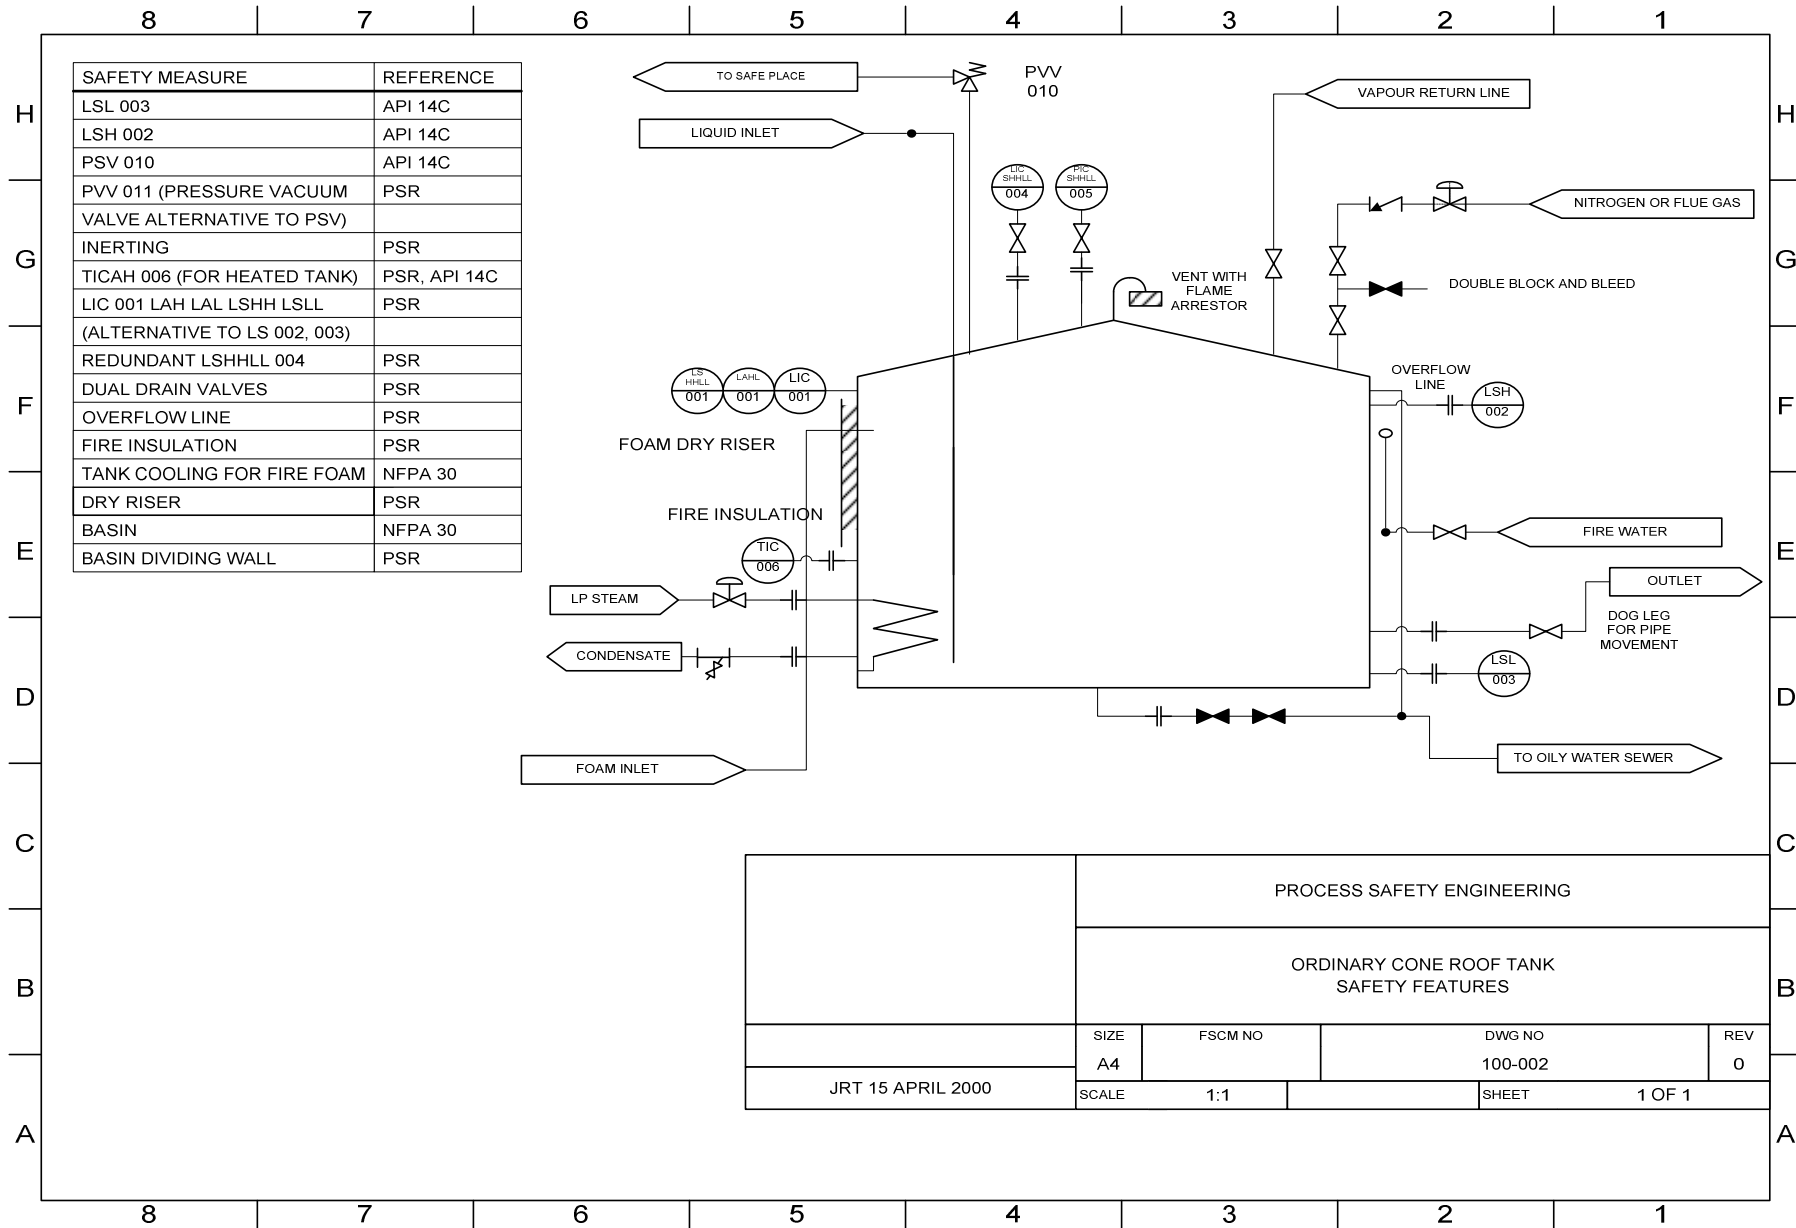 8 7 6 5 4 3 2 1
H H
G G
F F
E E
D D
C C
B B
A A
SAFETY MEASURE REFERENCE
LSL 003 API 14C
LSH 002 API 14C
PSV 010 API 14C
PVV 011 (PRESSURE VACUUM PSR
VALVE ALTERNATIVE TO PSV)
INERTING PSR
TICAH 006 (FOR HEATED TANK) PSR, API 14C
LIC 001 LAH LAL LSHH LSLL PSR
(ALTERNATIVE TO LS 002, 003)
REDUNDANT LSHHLL 004 PSR
DUAL DRAIN VALVES PSR
OVERFLOW LINE PSR
FIRE INSULATION PSR
TANK COOLING FOR FIRE FOAM NFPA 30
DRY RISER PSR
BASIN NFPA 30
BASIN DIVIDING WALL PSR
TO SAFE PLACE
PVV
010
LIQUID INLET
VAPOUR RETURN LINE
LIC
SHHLL
004
PIC
SHHLL
005
NITROGEN OR FLUE GAS
VENT WITH
FLAME
ARRESTOR
DOUBLE BLOCK AND BLEED
LS
HHLL
001
LAHL
001
LIC
001
OVERFLOW
LINE
LSH
002
FOAM DRY RISER
FIRE INSULATION
TIC
006
FIRE WATER
LP STEAM
OUTLET
DOG LEG
FOR PIPE
MOVEMENT
CONDENSATE
LSL
003
FOAM INLET
TO OILY WATER SEWER
PROCESS SAFETY ENGINEERING
ORDINARY CONE ROOF TANK
SAFETY FEATURES
SIZE FSCM NO DWG NO REV
A4 100-002 0
JRT 15 APRIL 2000
SCALE 1:1 SHEET 1 OF 1
8 7 6 5 4 3 2 1